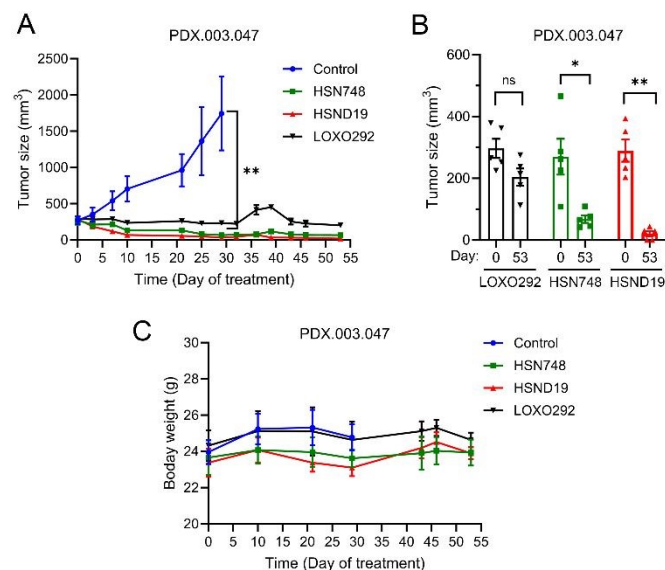 A
PDX.003.047
Tumor size (mm³)
2500
2000
1500
1000
500
0
0 5 10 15 20 25 30 35 40 45 50 55
Time (Day of treatment)
Control
HSN748
HSND19
LOXO292
**
B
PDX.003.047
Tumor size (mm³)
600
400
200
0
ns
*
**
Day: 0 53 0 53 0 53
LOXO292 HSN748 HSND19
C
PDX.003.047
Boday weight (g)
30
28
26
24
22
20
0 5 10 15 20 25 30 35 40 45 50 55
Time (Day of treatment)
Control
HSN748
HSND19
LOXO292